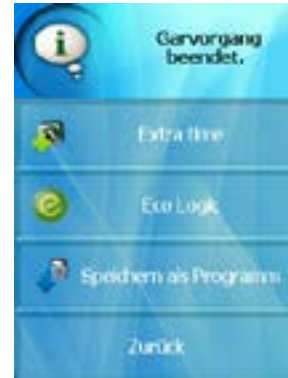 Garvorgang
beendet.
Extra time
Eco Logic
Speichern als Programm
Zurück